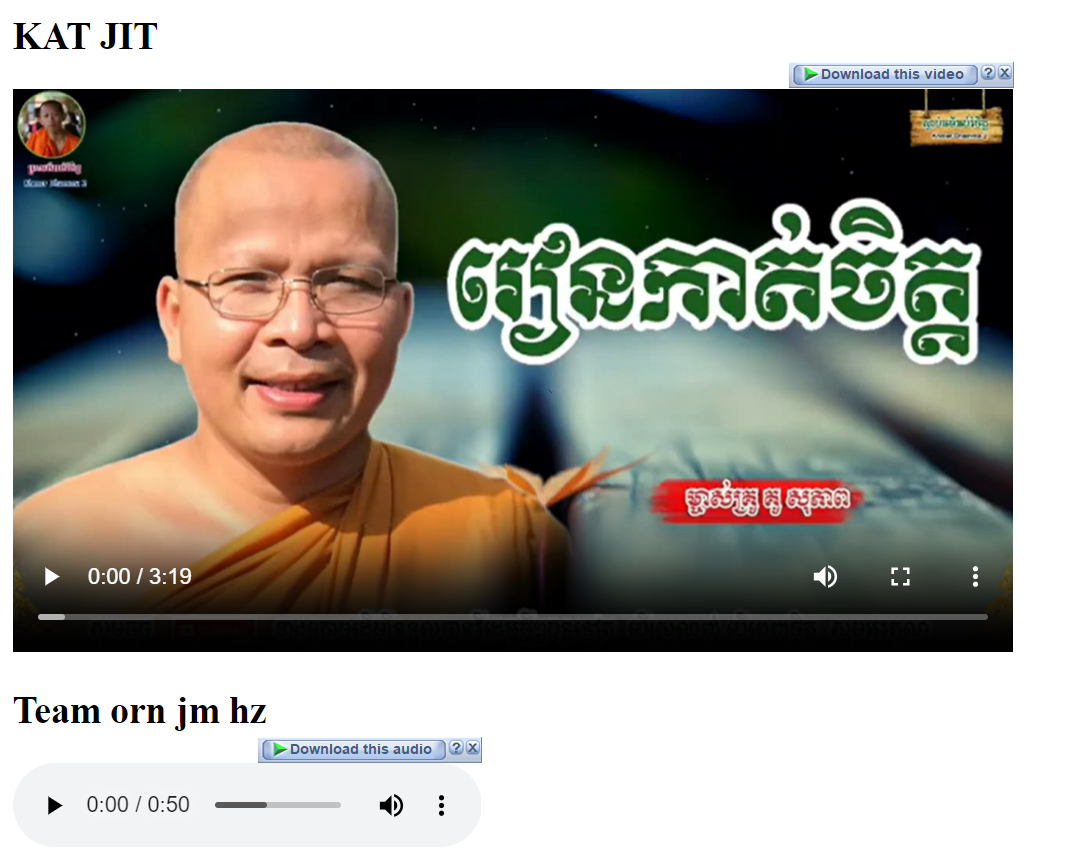 KAT JIT
Download this video
រៀនកាត់ចិត្ត
ម្ចាស់គ្រូ គូ សុភាព
0:00 / 3:19
Team orn jm hz
Download this audio
0:00 / 0:50